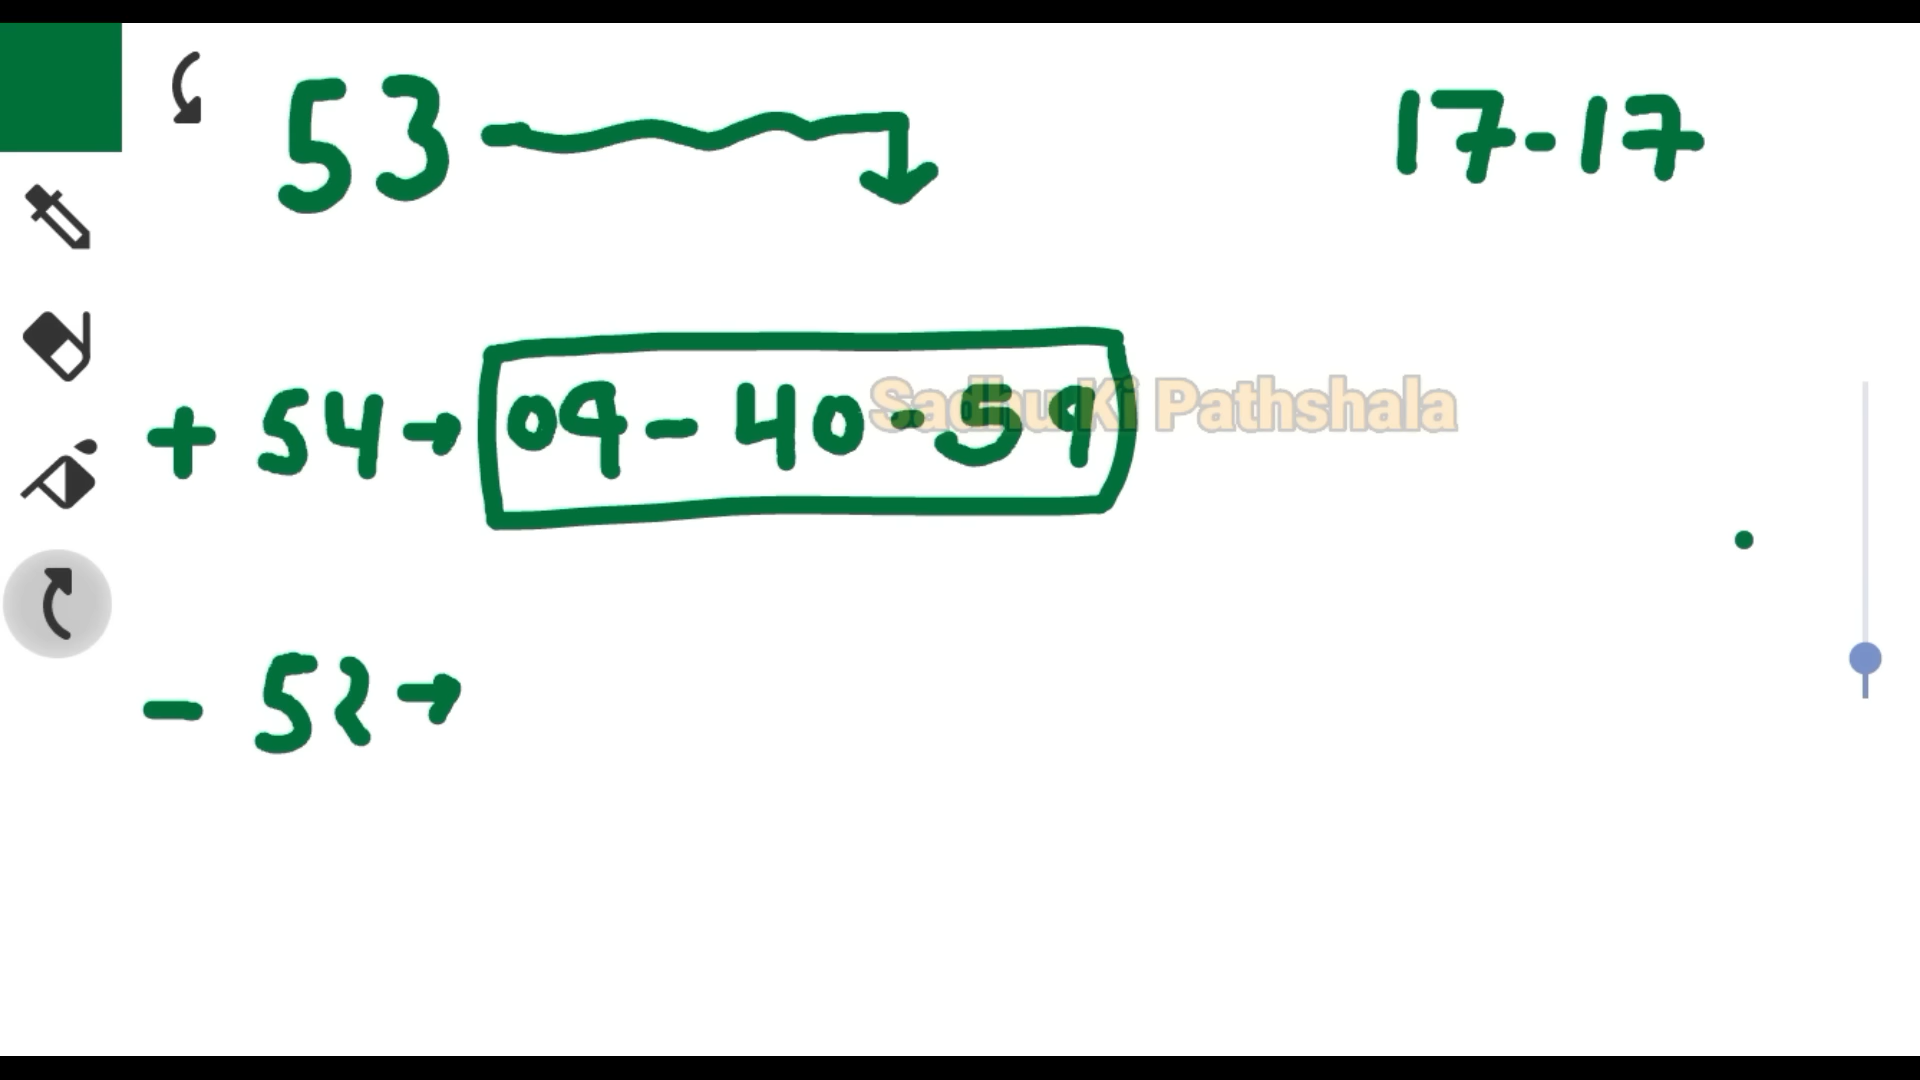 53 17-17
+ 54 → 09 - 40 - 59
Sadhu Ki Pathshala
- 52 →